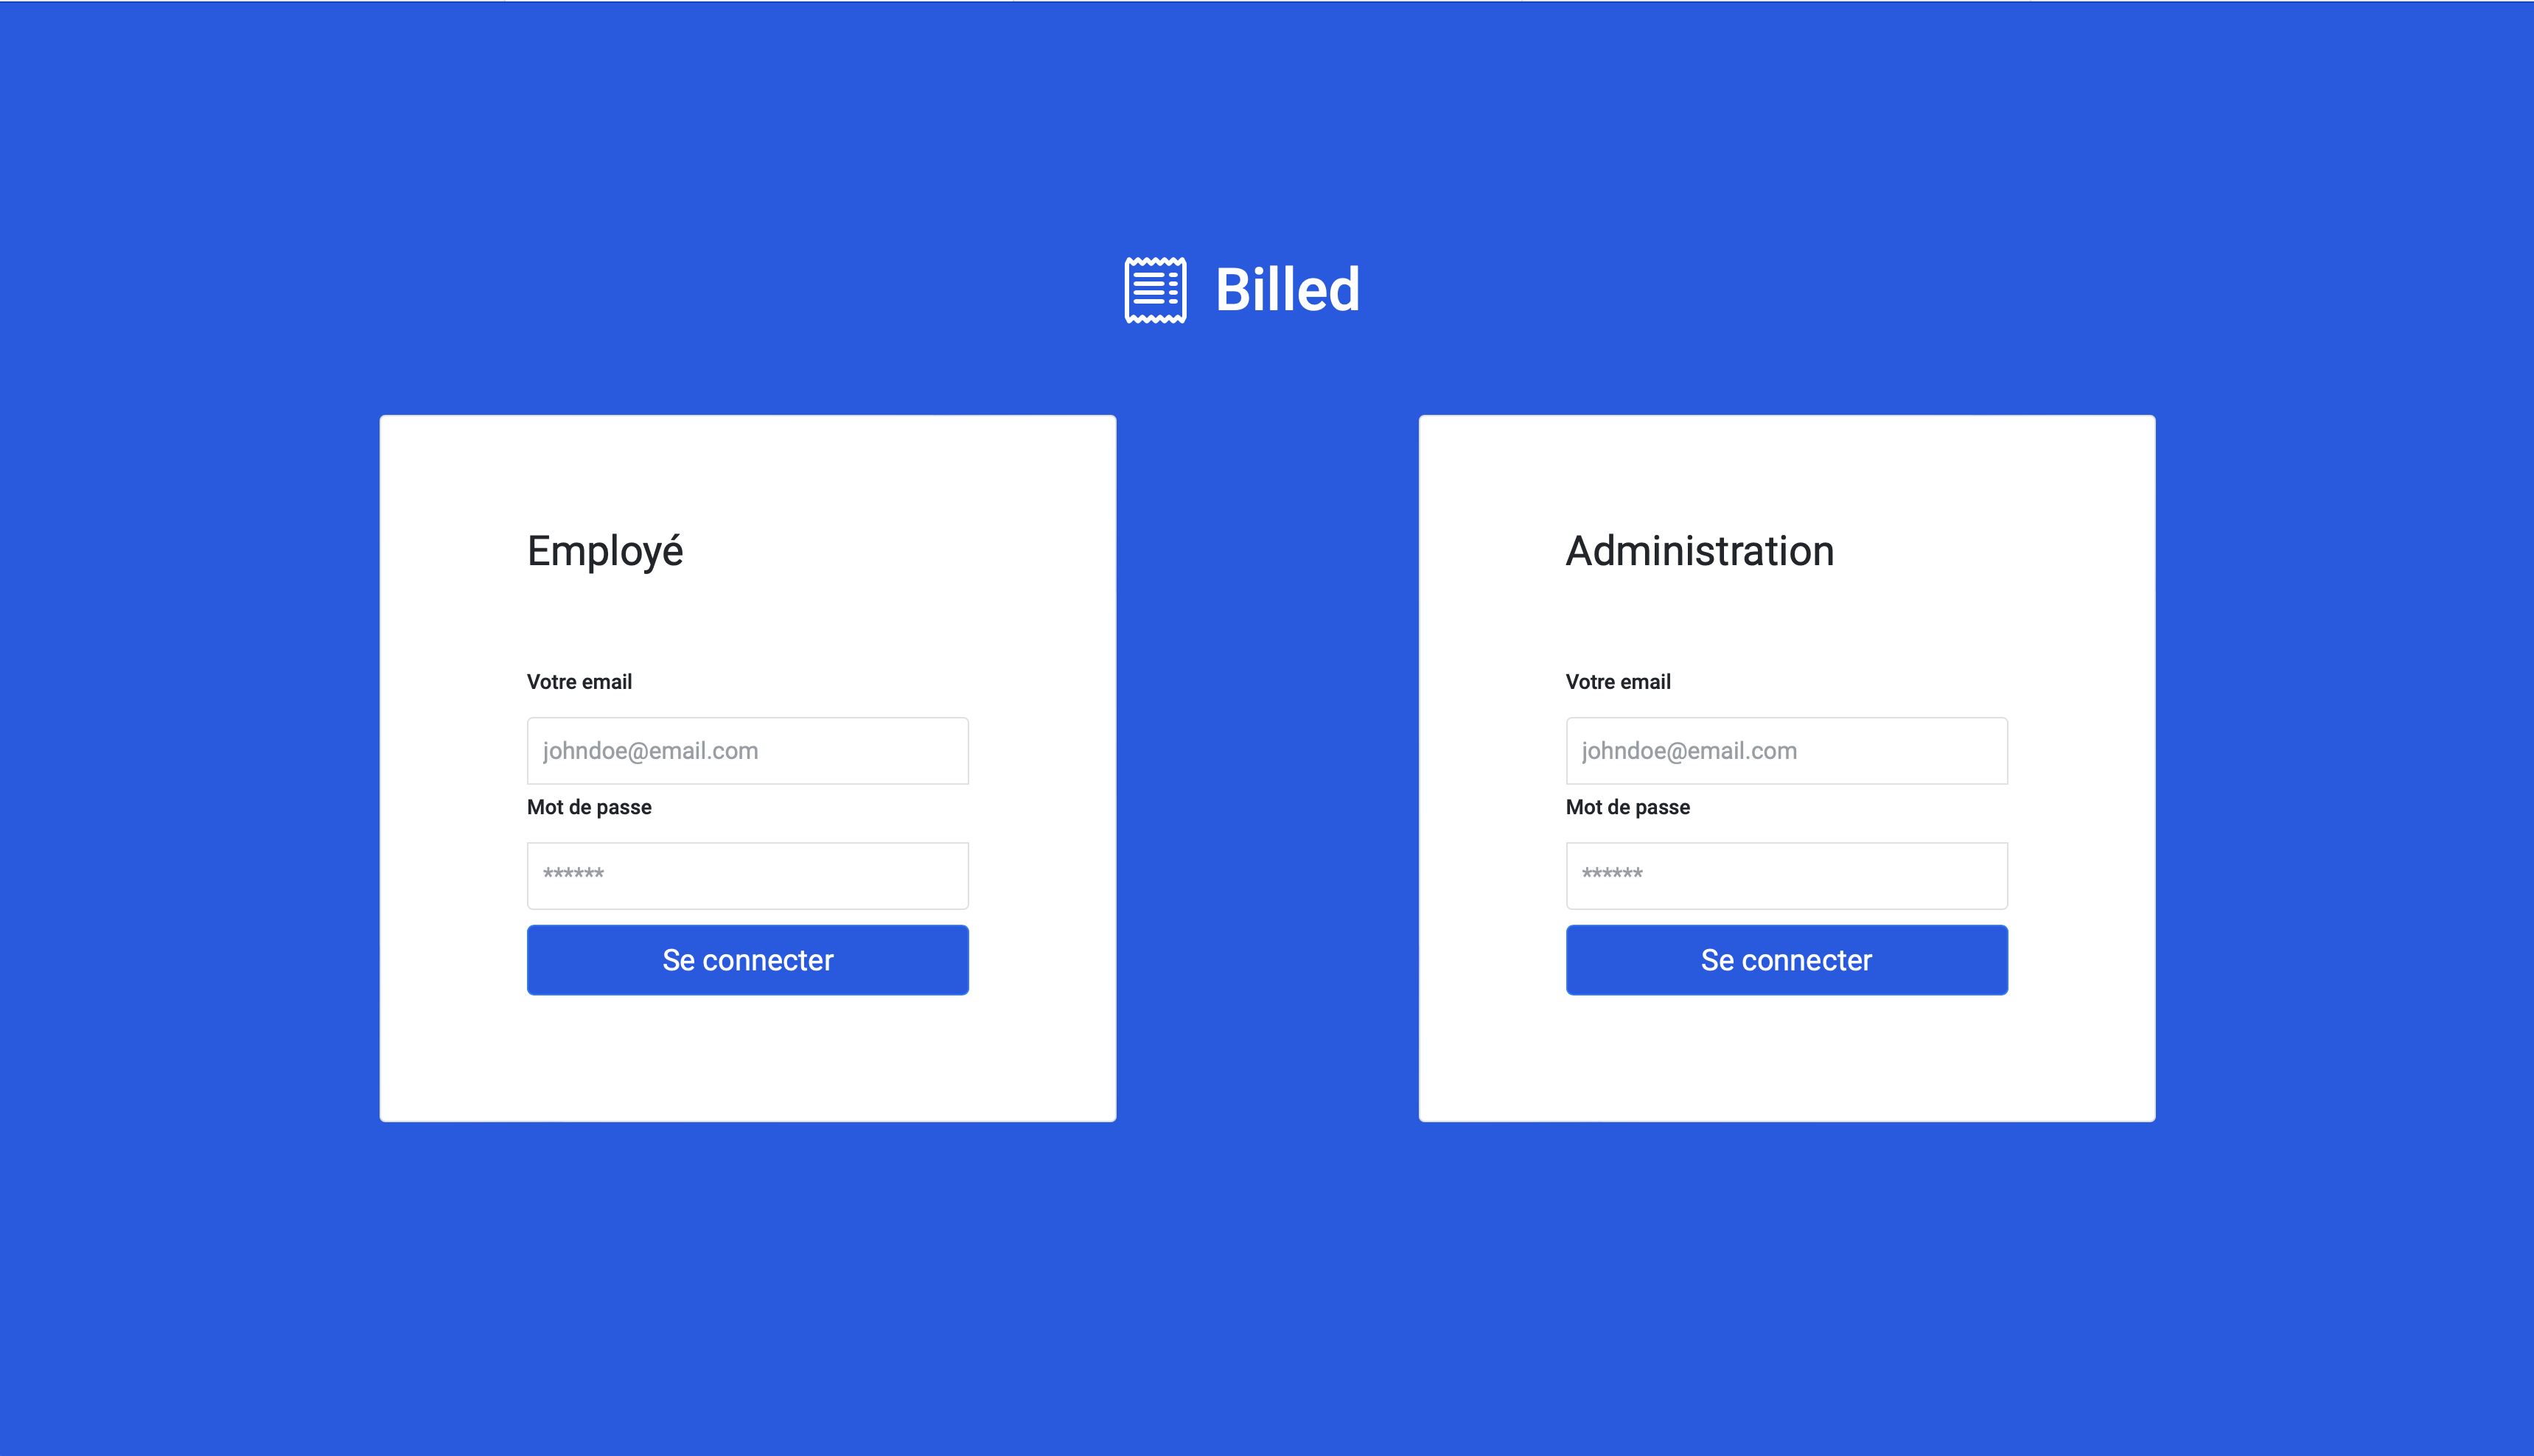 Billed
Employé
Votre email
johndoe@email.com
Mot de passe
******
Se connecter
Administration
Votre email
johndoe@email.com
Mot de passe
******
Se connecter